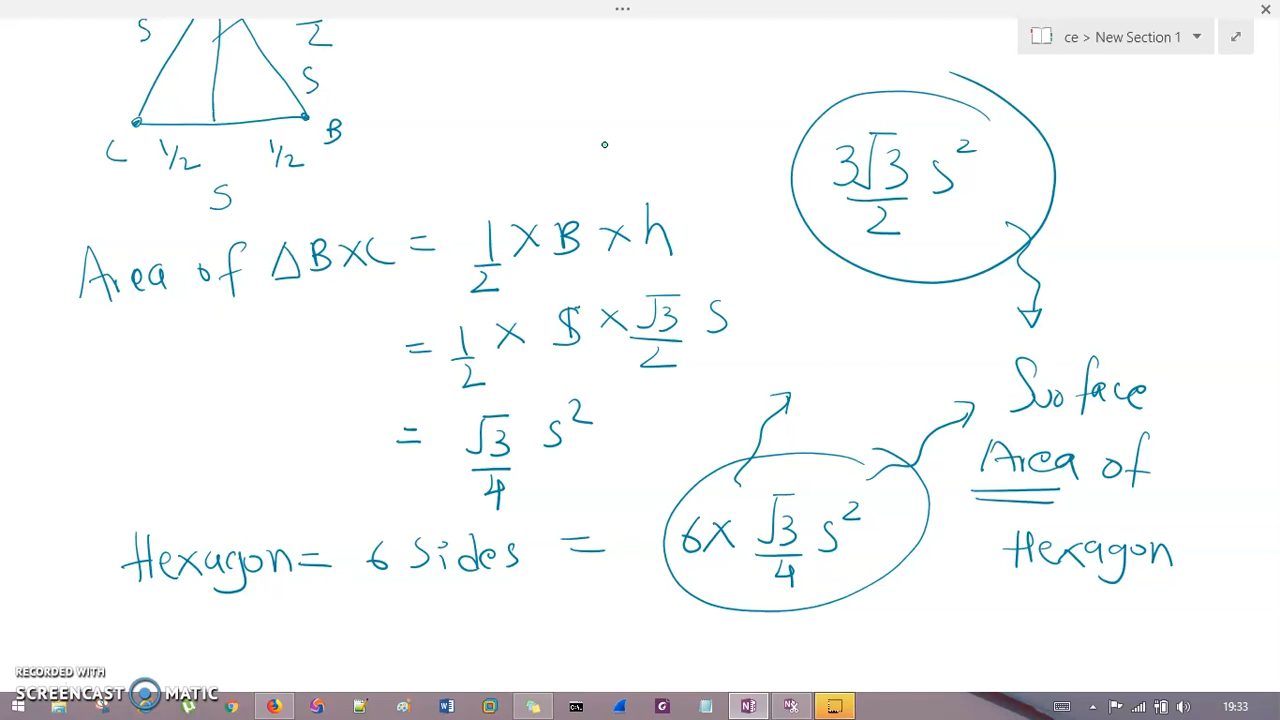 ce > New Section 1
S
2
S
C 1/2 1/2 B
S
Area of ΔBXC = 1/2 × B × h
= 1/2 × S × √3/2 S
= √3/4 s²
Hexagon = 6 Sides = 6 × √3/4 s²
3√3/2 s²
Surface
Area of
Hexagon
RECORDED WITH
SCREENCAST MATIC
19:33